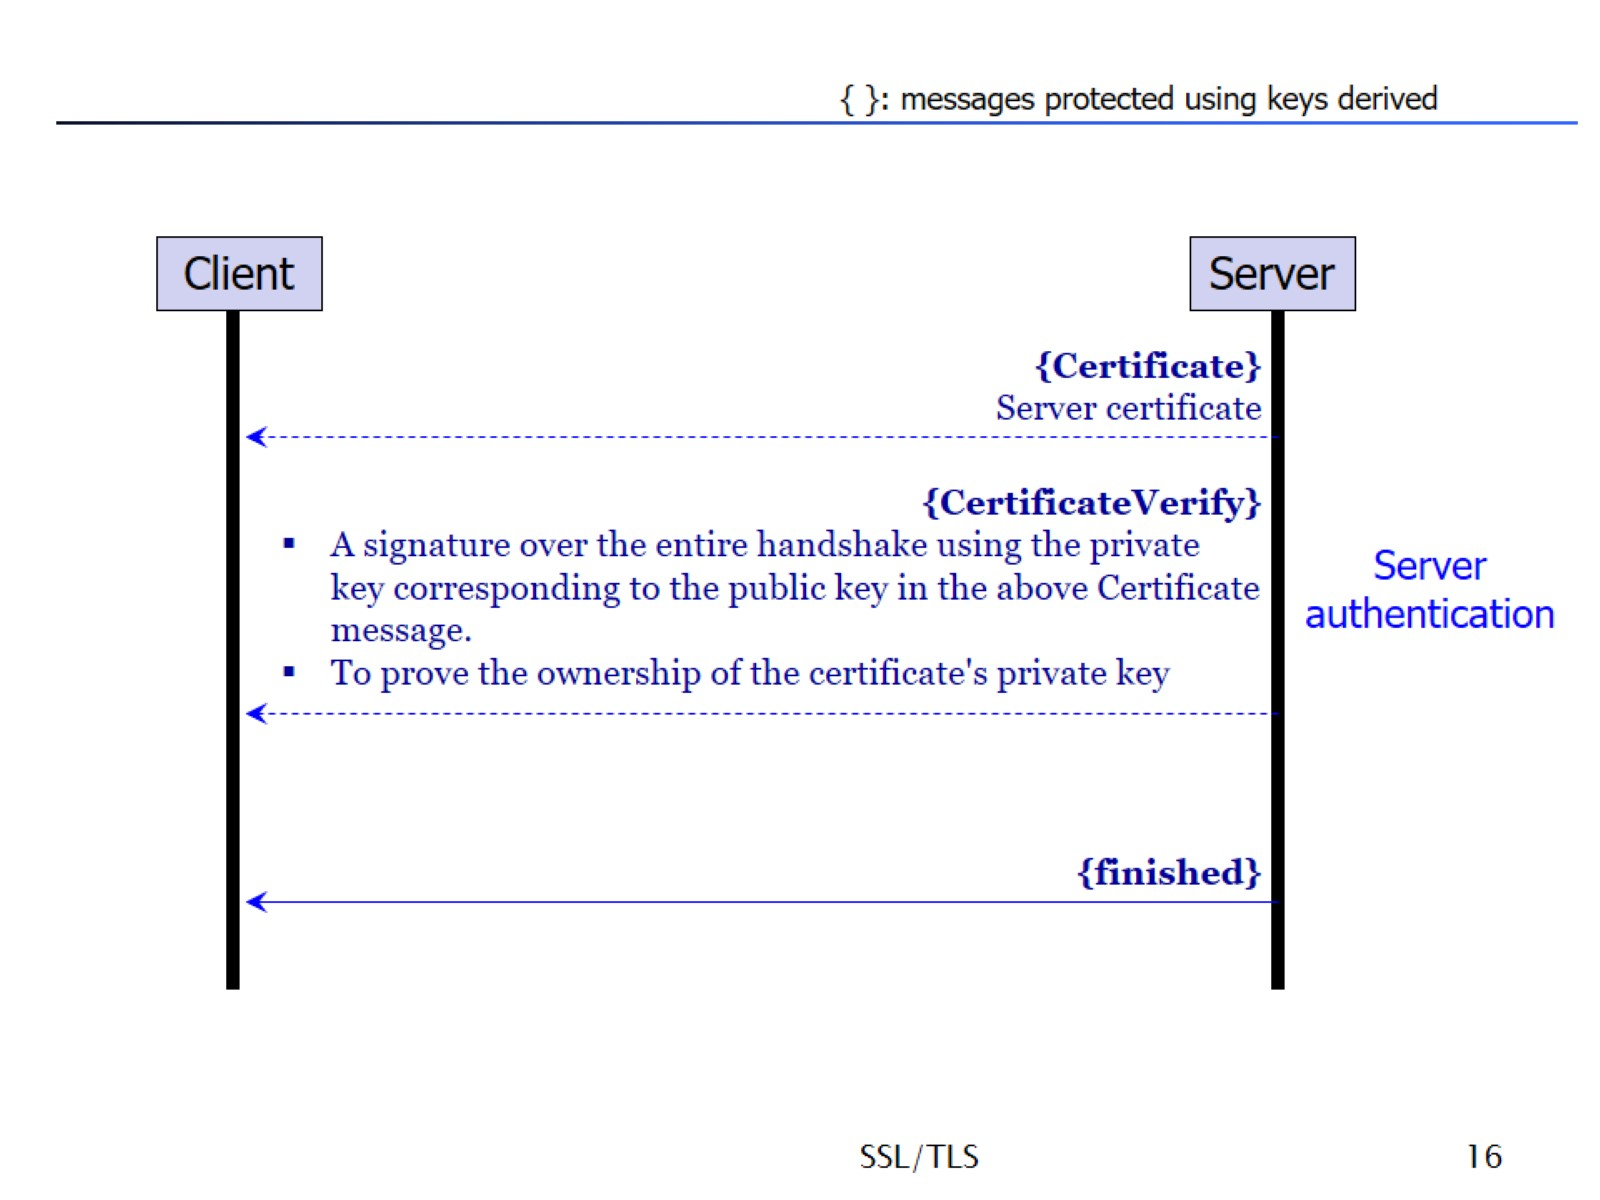 { }: messages protected using keys derived
Client
Server
{Certificate}
Server certificate
{CertificateVerify}
▪ A signature over the entire handshake using the private
key corresponding to the public key in the above Certificate
message.
▪ To prove the ownership of the certificate's private key
Server
authentication
{finished}
SSL/TLS
16